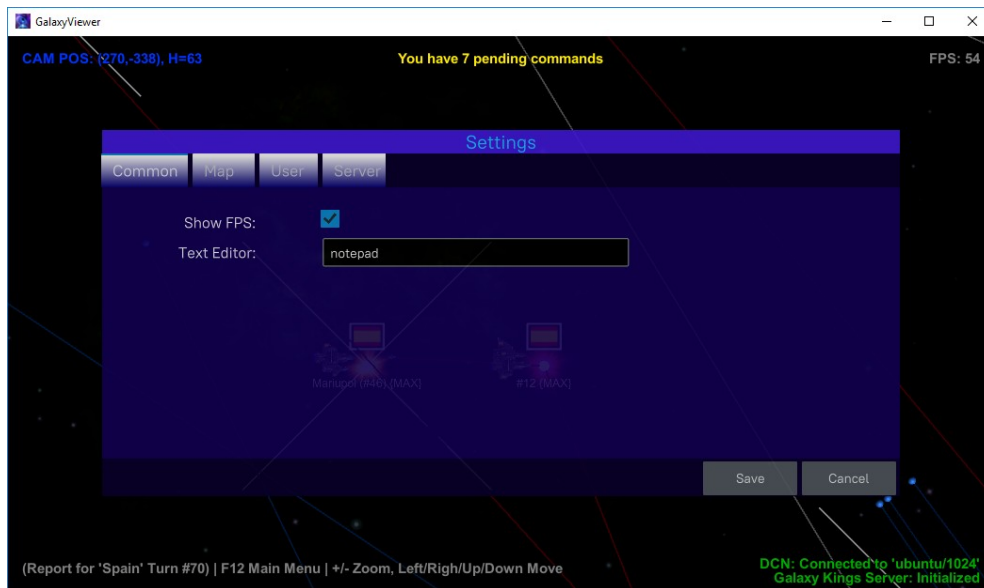 GalaxyViewer
CAM POS: (270,-338), H=63
You have 7 pending commands
FPS: 54
Settings
Common Map User Server
Show FPS:
Text Editor: notepad
Mariupol (#46) [MAX]
#12 [MAX]
Save Cancel
(Report for 'Spain' Turn #70) | F12 Main Menu | +/- Zoom, Left/Righ/Up/Down Move
DCN: Connected to 'ubuntu/1024'
Galaxy Kings Server: Initialized